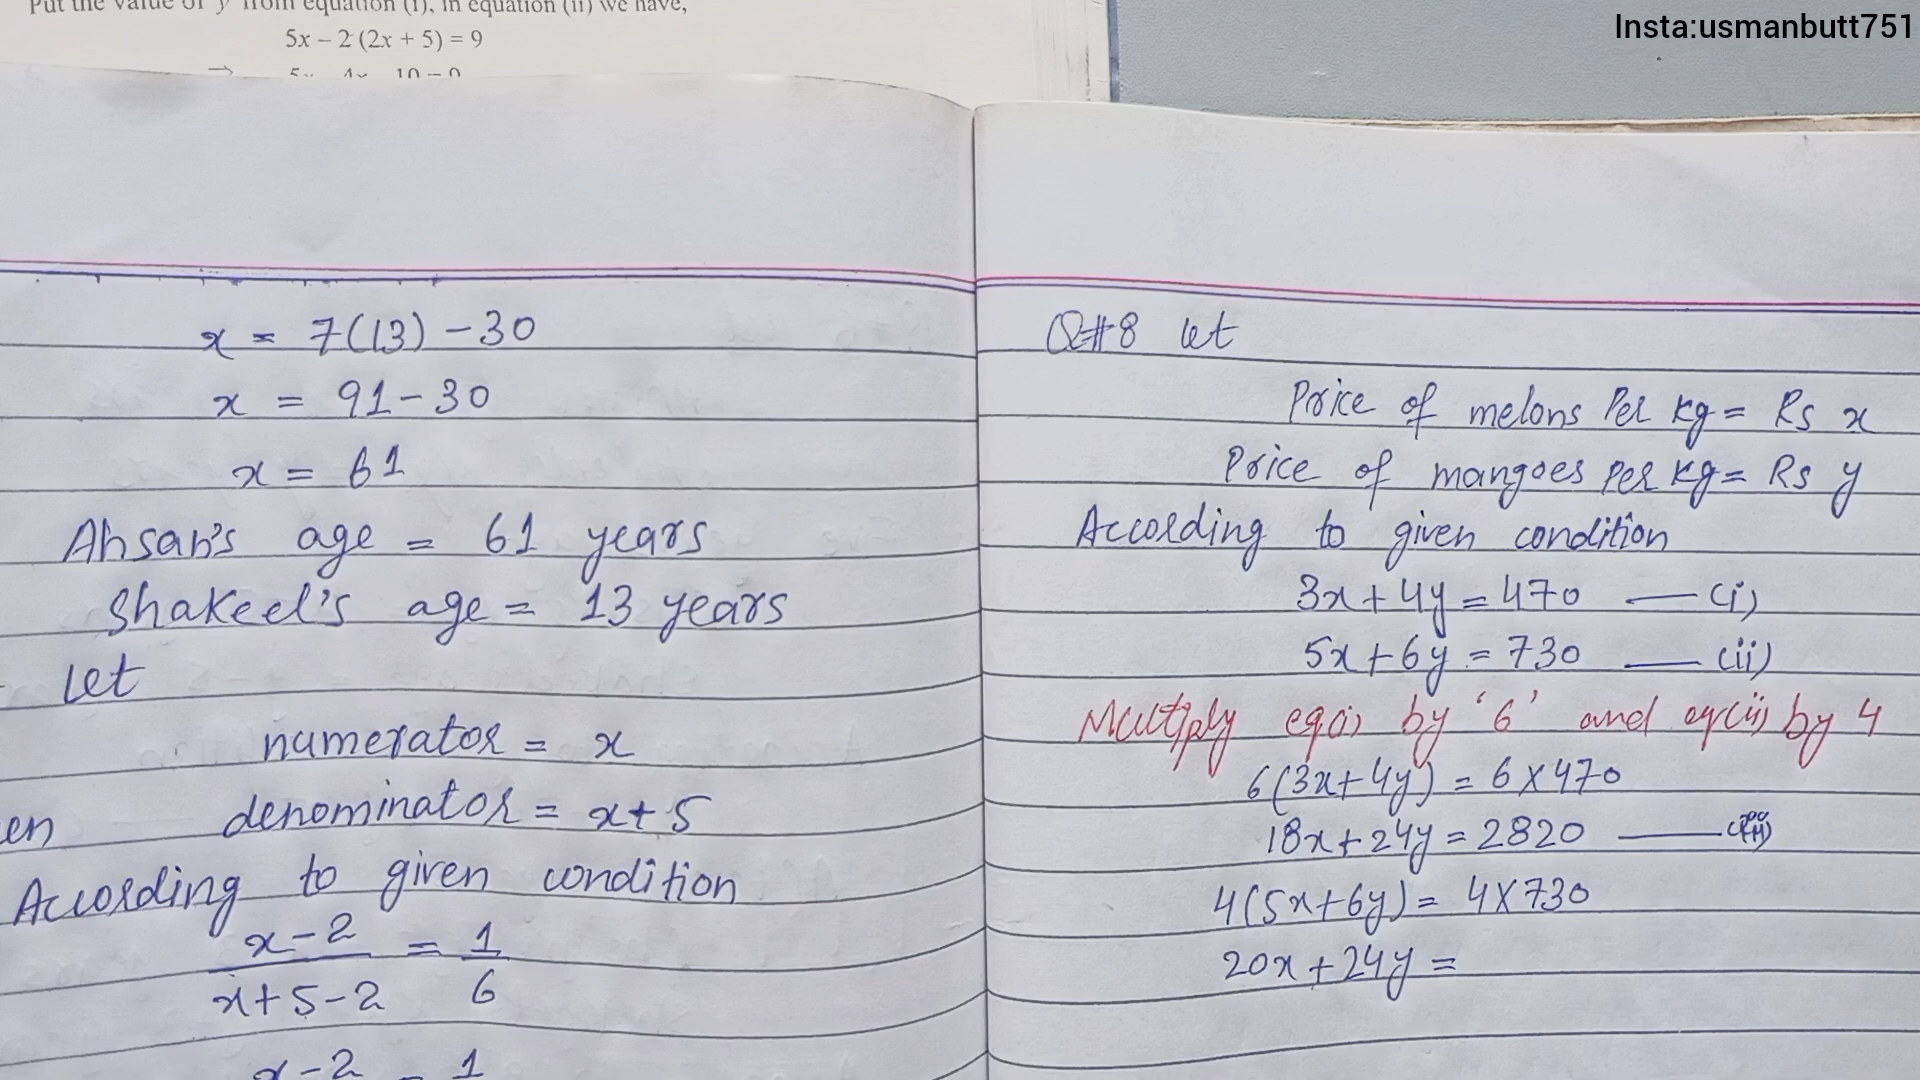 Put the value of y from equation (i), in equation (ii) we have,
5x – 2 (2x + 5) = 9
Insta:usmanbutt751
x = 7(13) - 30
x = 91 - 30
x = 61
Ahsan's age = 61 years
Shakeel's age = 13 years
let
numerator = x
en denominator = x + 5
According to given condition
x - 2 / x + 5 - 2 = 1 / 6
x - 2 = 1
Q#8 let
Price of melons Per kg = Rs x
Price of mangoes Per kg = Rs y
According to given condition
3x + 4y = 470 — (i)
5x + 6y = 730 — (ii)
Multiply eq(i) by '6' and eq(ii) by 4
6(3x + 4y) = 6 × 470
18x + 24y = 2820 — (iii)
4(5x + 6y) = 4 × 730
20x + 24y =